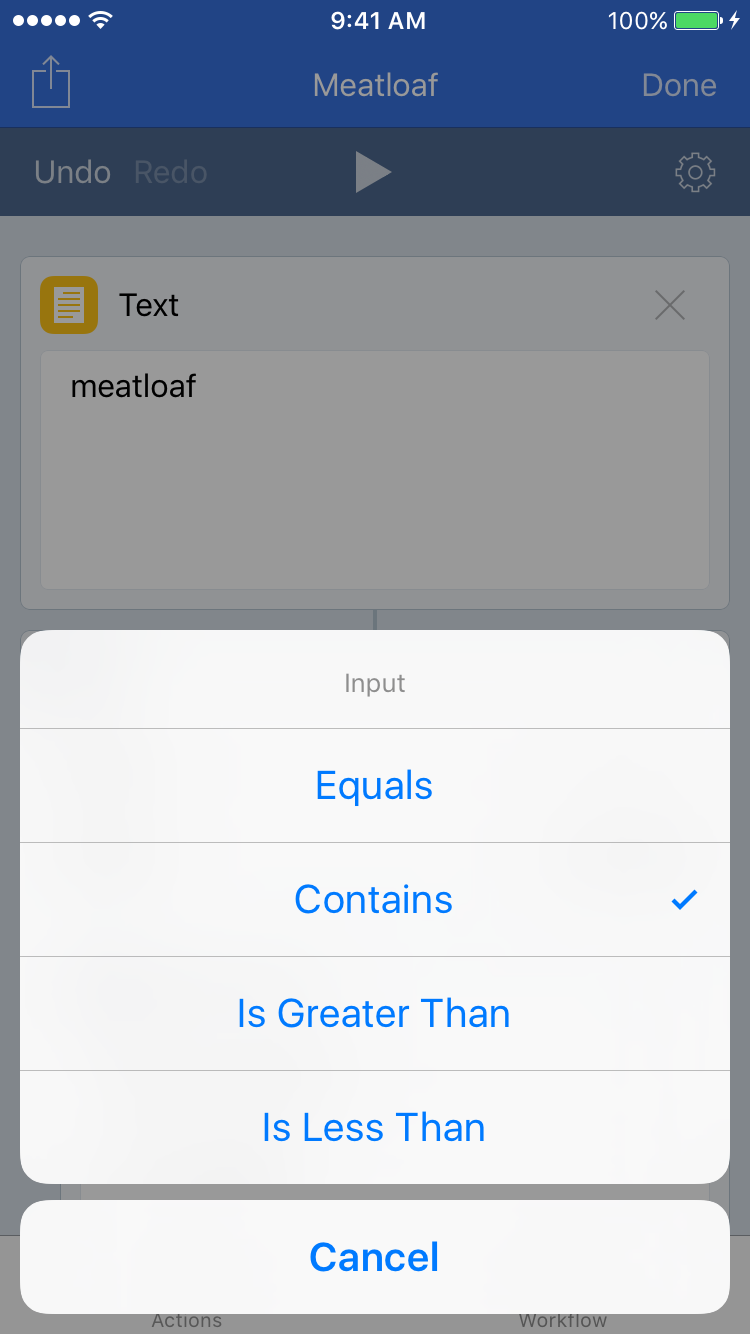 9:41 AM
100%
Meatloaf
Done
Undo
Redo
Text
meatloaf
Input
Equals
Contains
Is Greater Than
Is Less Than
Cancel
Actions
Workflow